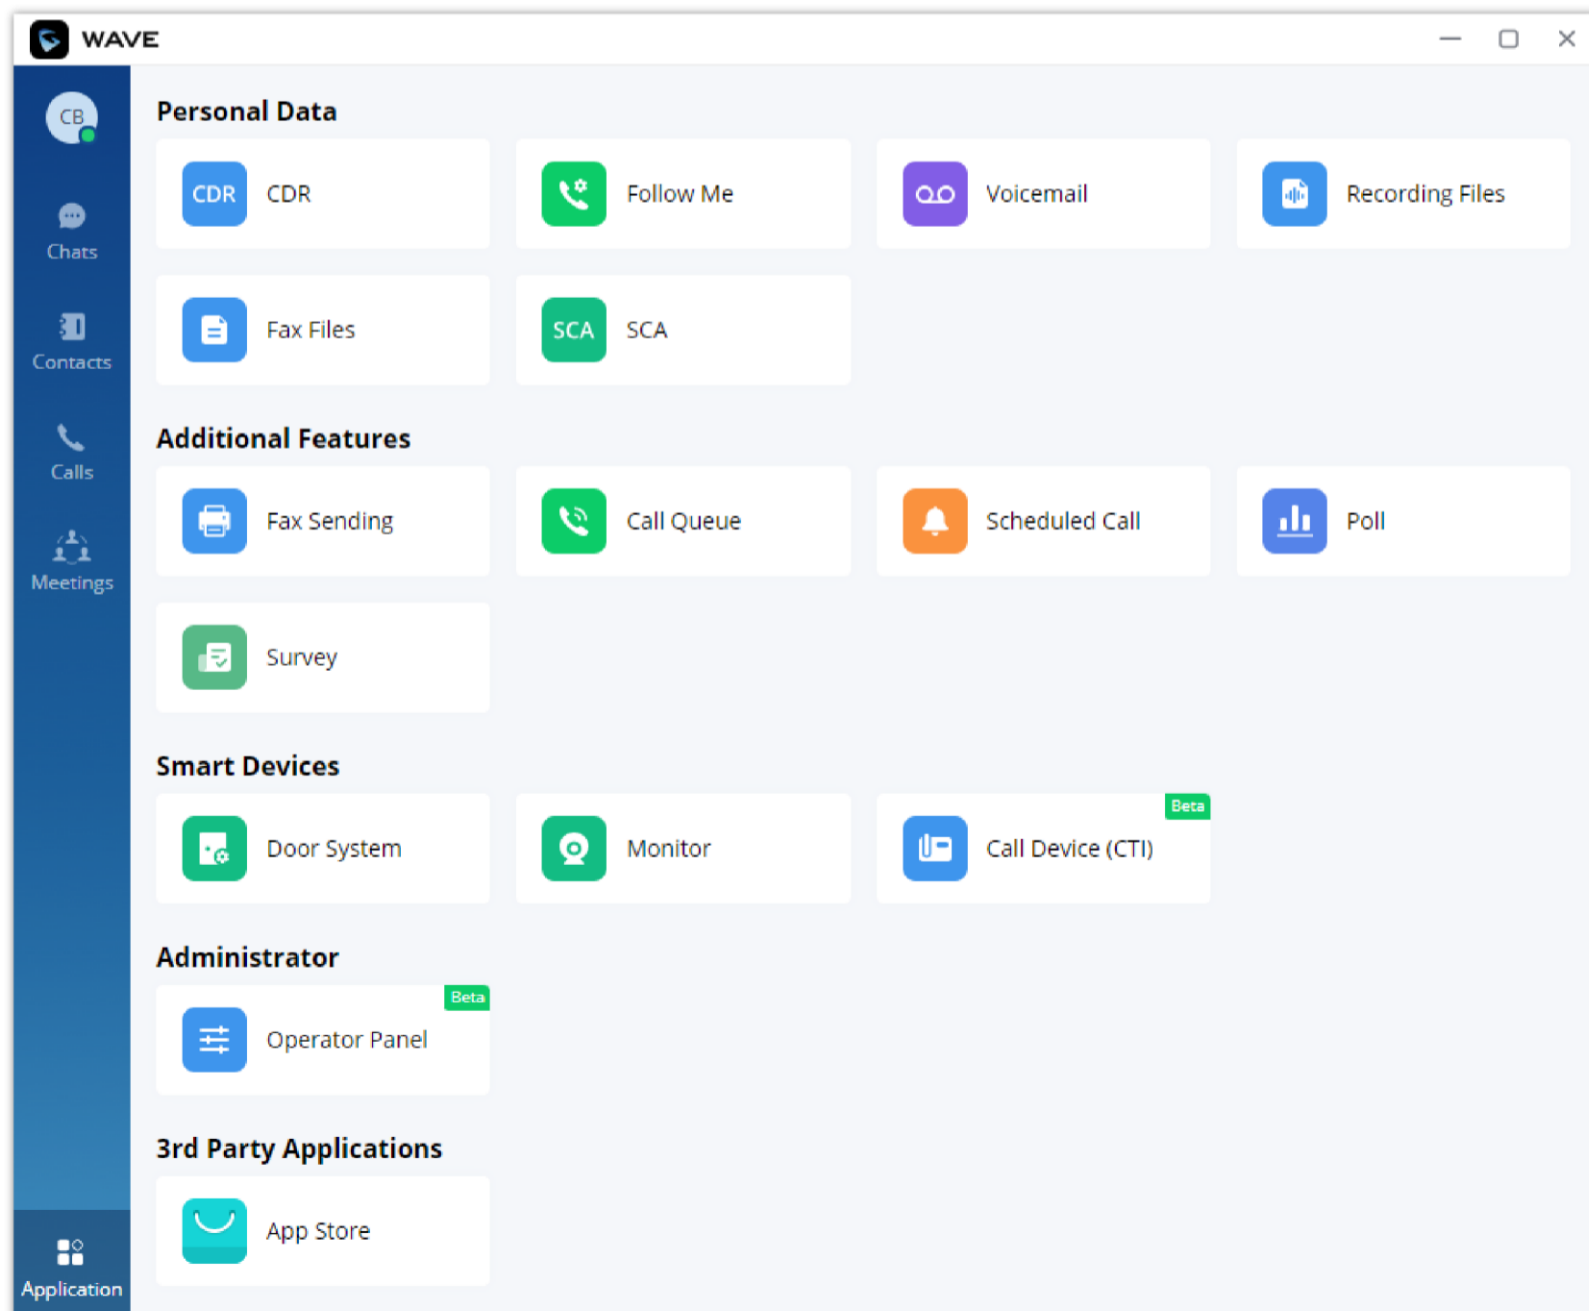 WAVE
CB
Chats
Contacts
Calls
Meetings
Application
Personal Data
CDR CDR
Follow Me
Voicemail
Recording Files
Fax Files
SCA SCA
Additional Features
Fax Sending
Call Queue
Scheduled Call
Poll
Survey
Smart Devices
Door System
Monitor
Call Device (CTI)
Beta
Administrator
Operator Panel
Beta
3rd Party Applications
App Store